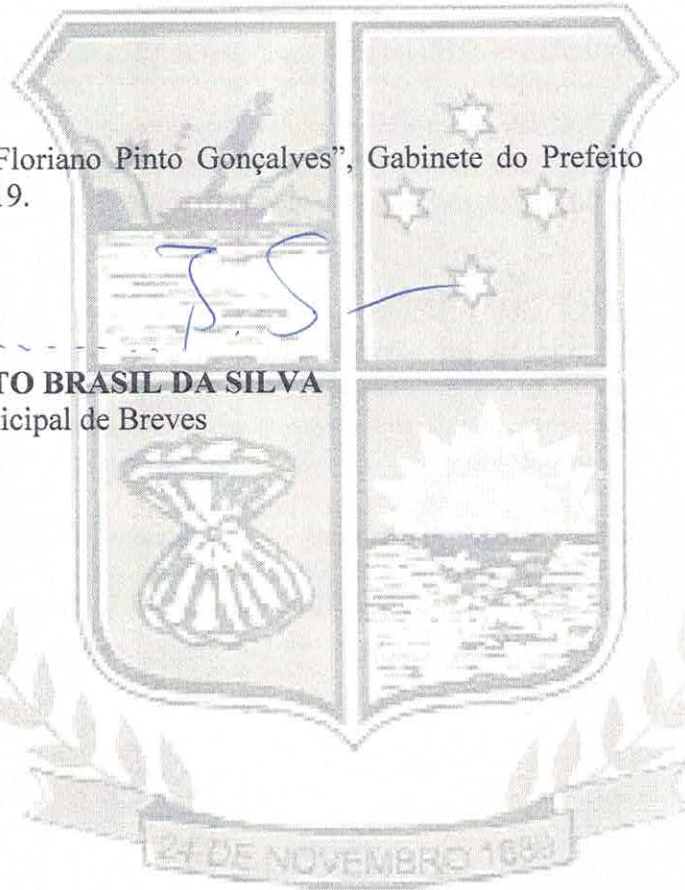 Floriano Pinto Gonçalves”, Gabinete do Prefeito
19.
TO BRASIL DA SILVA
icipal de Breves
24 DE NOVEMBRO